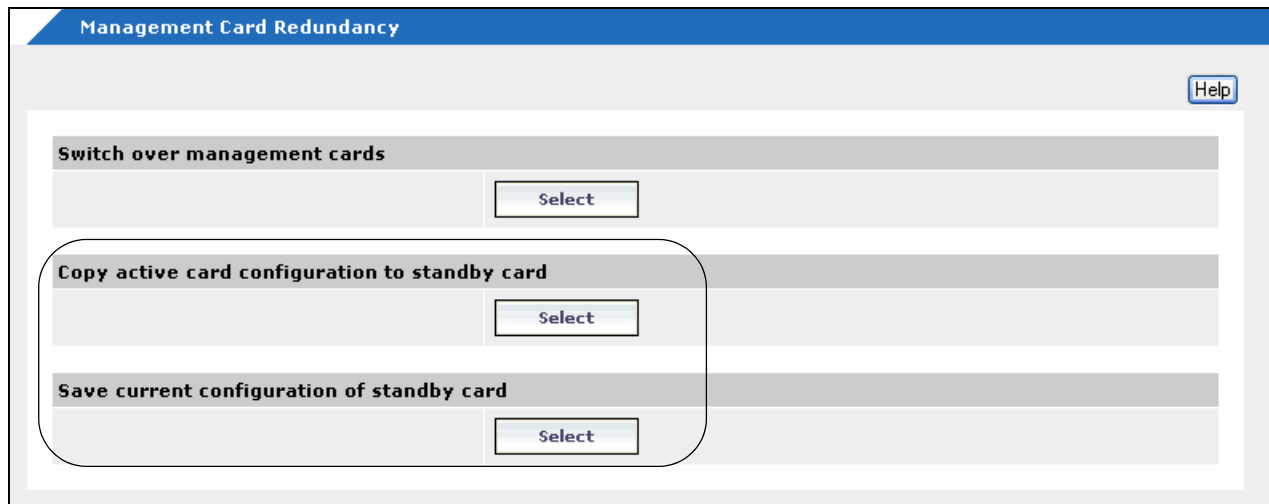 Management Card Redundancy
Help
Switch over management cards
Select
Copy active card configuration to standby card
Select
Save current configuration of standby card
Select